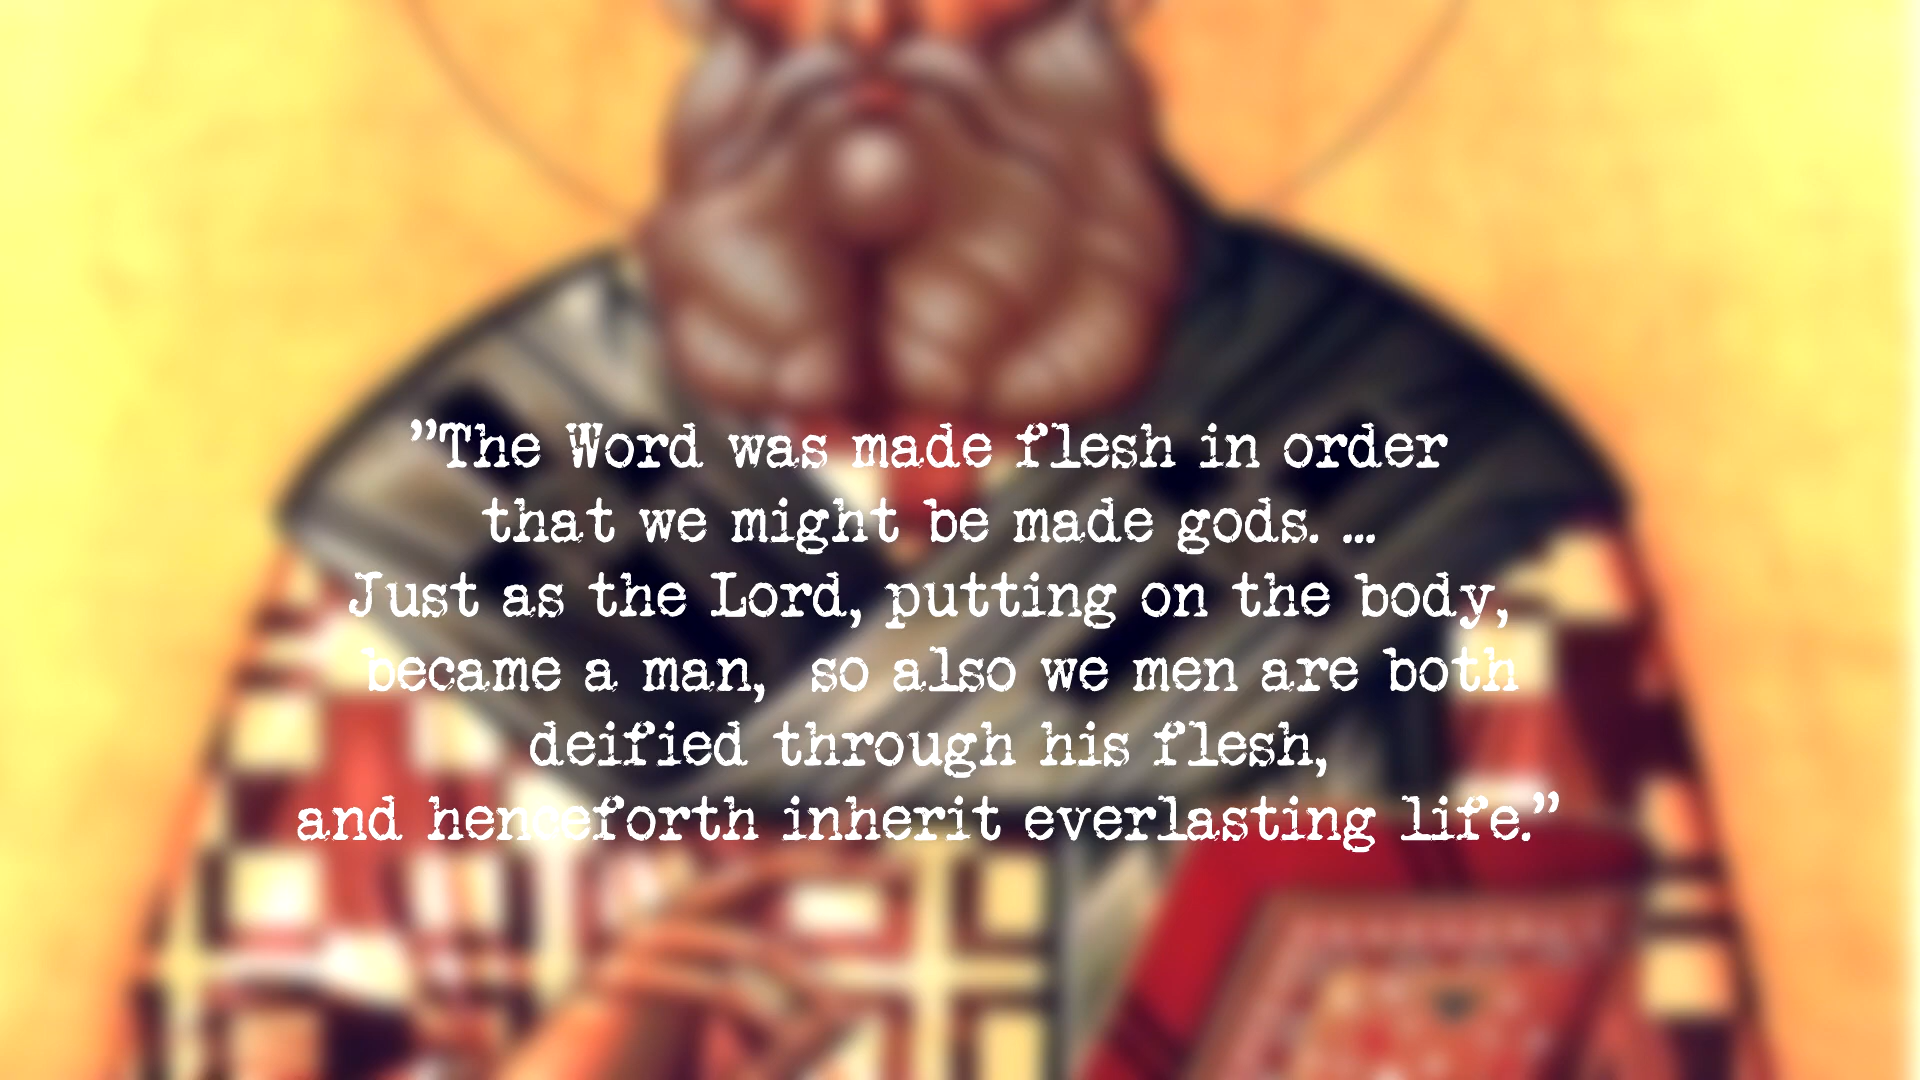 ”The Word was made flesh in order
that we might be made gods. ...
Just as the Lord, putting on the body,
became a man, so also we men are both
deified through his flesh,
and henceforth inherit everlasting life.”